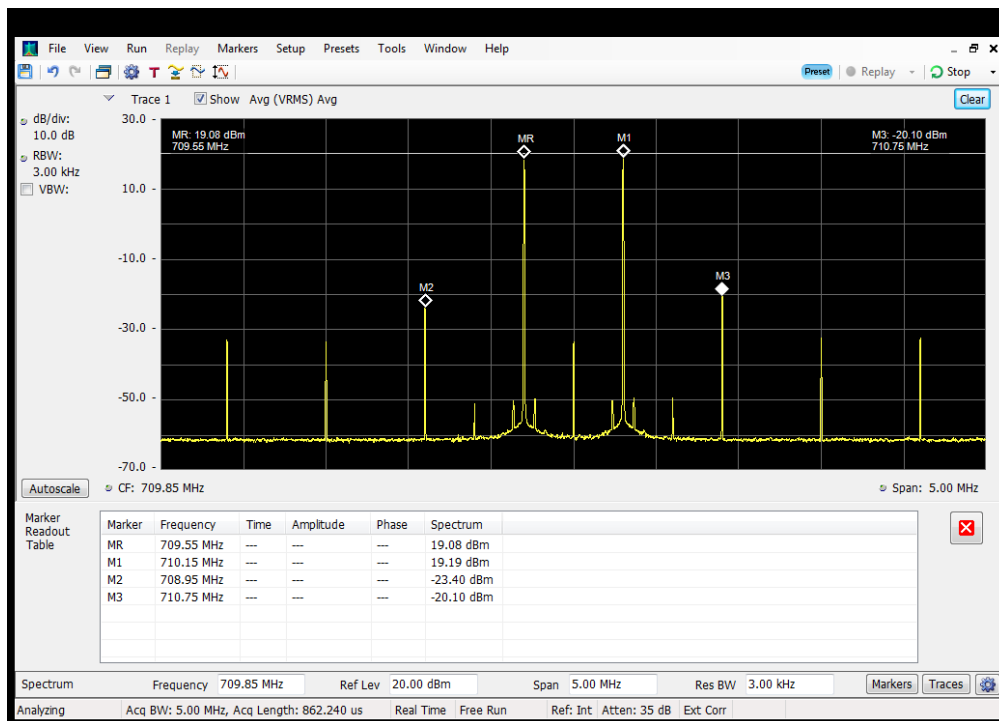 File View Run Replay Markers Setup Presets Tools Window Help
T Preset Replay Stop
Trace 1 Show Avg (VRMS) Avg Clear
dB/div:
10.0 dB
RBW:
3.00 kHz
VBW:
30.0
10.0
-10.0
-30.0
-50.0
-70.0
MR: 19.08 dBm
709.55 MHz
MR
M1
M3: -20.10 dBm
710.75 MHz
M2
M3
Autoscale CF: 709.85 MHz Span: 5.00 MHz
Marker
Readout
Table
Marker Frequency Time Amplitude Phase Spectrum
MR 709.55 MHz --- --- --- 19.08 dBm
M1 710.15 MHz --- --- --- 19.19 dBm
M2 708.95 MHz --- --- --- -23.40 dBm
M3 710.75 MHz --- --- --- -20.10 dBm
Spectrum Frequency 709.85 MHz Ref Lev 20.00 dBm Span 5.00 MHz Res BW 3.00 kHz Markers Traces
Analyzing Acq BW: 5.00 MHz, Acq Length: 862.240 us Real Time Free Run Ref: Int Atten: 35 dB Ext Corr